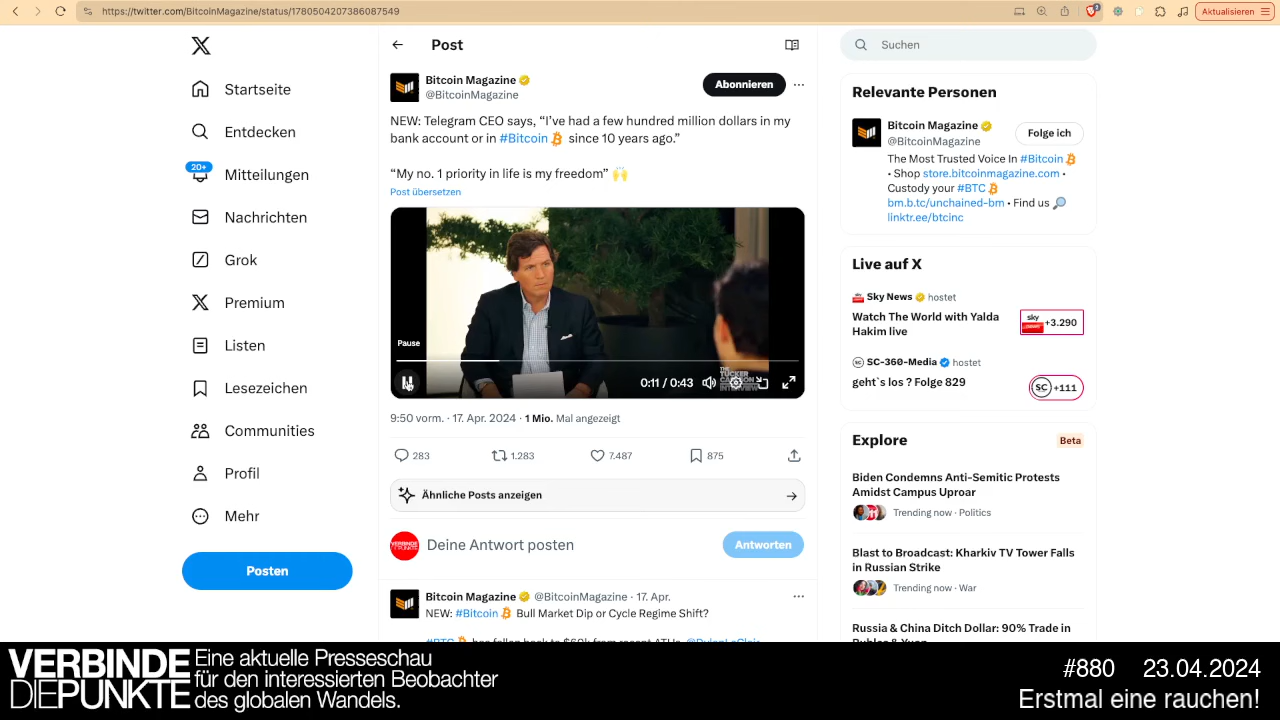 https://twitter.com/BitcoinMagazine/status/1780504207386087549
Aktualisieren
Startseite
Entdecken
20+
Mitteilungen
Nachrichten
Grok
Premium
Listen
Lesezeichen
Communities
Profil
Mehr
Posten
Post
Bitcoin Magazine
@BitcoinMagazine
Abonnieren
NEW: Telegram CEO says, “I’ve had a few hundred million dollars in my
bank account or in #Bitcoin since 10 years ago.”
“My no. 1 priority in life is my freedom” 🙌
Post übersetzen
Pause
0:11 / 0:43
THE
TUCKER
CARLSON
INTERVIEW
9:50 vorm. · 17. Apr. 2024 · 1 Mio. Mal angezeigt
283 1.283 7.487 875
Ähnliche Posts anzeigen
VERBINDE
DIE PUNKTE
Deine Antwort posten
Antworten
Bitcoin Magazine @BitcoinMagazine · 17. Apr.
NEW: #Bitcoin Bull Market Dip or Cycle Regime Shift?
Suchen
Relevante Personen
Bitcoin Magazine
@BitcoinMagazine
Folge ich
The Most Trusted Voice In #Bitcoin
• Shop store.bitcoinmagazine.com •
Custody your #BTC
bm.b.tc/unchained-bm • Find us 🔎
linktr.ee/btcinc
Live auf X
Sky News hostet
Watch The World with Yalda
Hakim live
sky
news
+3.290
SC-360-Media hostet
geht`s los ? Folge 829
SC +111
Explore
Beta
Biden Condemns Anti-Semitic Protests
Amidst Campus Uproar
Trending now · Politics
Blast to Broadcast: Kharkiv TV Tower Falls
in Russian Strike
Trending now · War
Russia & China Ditch Dollar: 90% Trade in
VERBINDE
DIEPUNKTE
Eine aktuelle Presseschau
für den interessierten Beobachter
des globalen Wandels.
#880 23.04.2024
Erstmal eine rauchen!